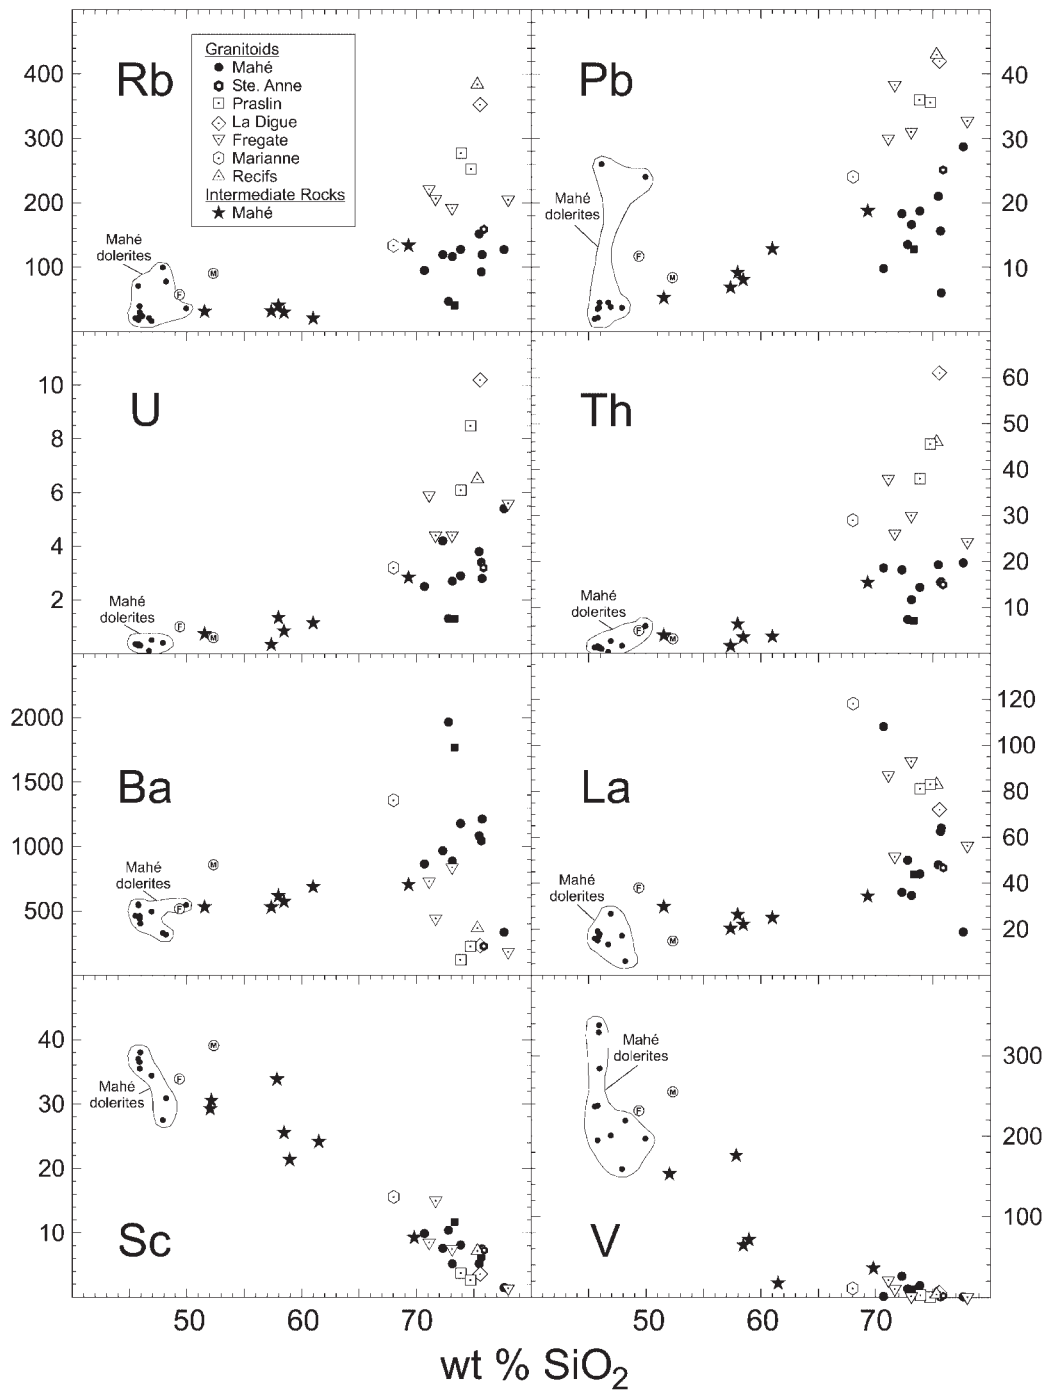 Rb
400
300
200
100
Granitoids
Mahé
Ste. Anne
Praslin
La Digue
Fregate
Marianne
Recifs
Intermediate Rocks
Mahé
Mahé
dolerites
F
M
Pb
40
30
20
10
Mahé
dolerites
F
M
U
10
8
6
4
2
Mahé
dolerites
F
M
Th
60
50
40
30
20
10
Mahé
dolerites
F
M
Ba
2000
1500
1000
500
Mahé
dolerites
F
M
La
120
100
80
60
40
20
Mahé
dolerites
F
M
Sc
40
30
20
10
Mahé
dolerites
F
M
V
300
200
100
Mahé
dolerites
F
M
50 60 70 50 60 70
wt % SiO₂